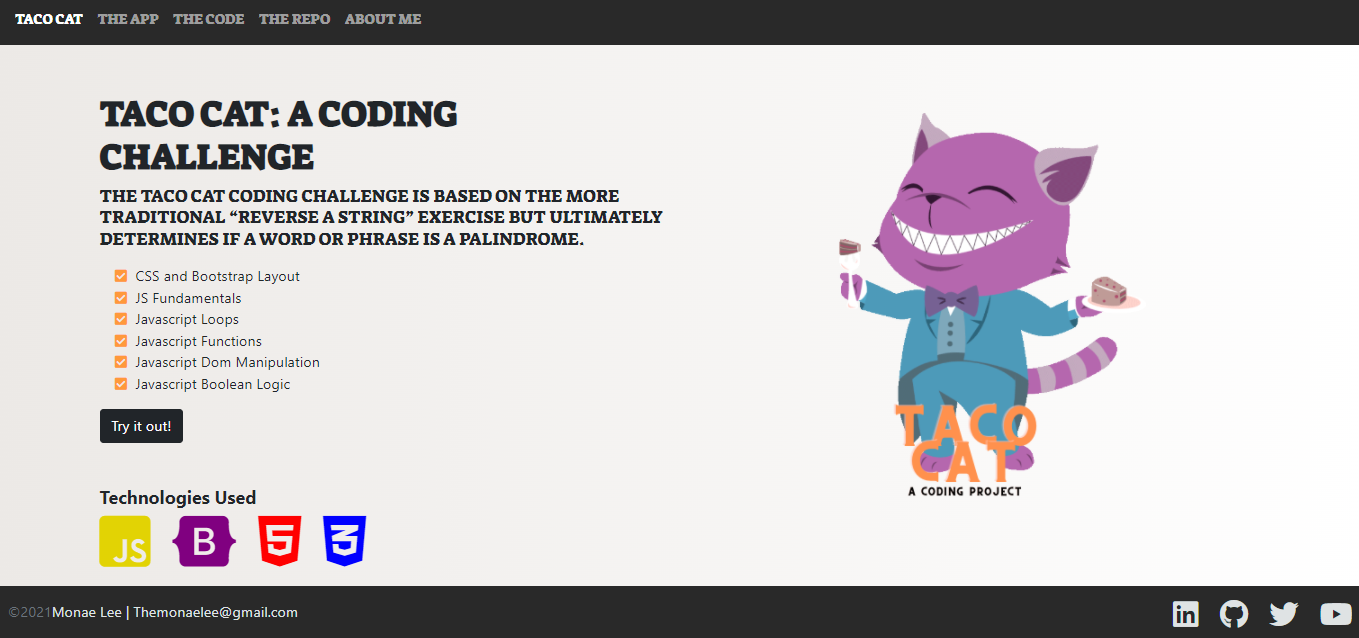 TACO CAT THE APP THE CODE THE REPO ABOUT ME
TACO CAT: A CODING
CHALLENGE
THE TACO CAT CODING CHALLENGE IS BASED ON THE MORE
TRADITIONAL “REVERSE A STRING” EXERCISE BUT ULTIMATELY
DETERMINES IF A WORD OR PHRASE IS A PALINDROME.
CSS and Bootstrap Layout
JS Fundamentals
Javascript Loops
Javascript Functions
Javascript Dom Manipulation
Javascript Boolean Logic
Try it out!
TACO
CAT
A CODING PROJECT
Technologies Used
JS B 5 3
©2021Monae Lee | Themonaelee@gmail.com in